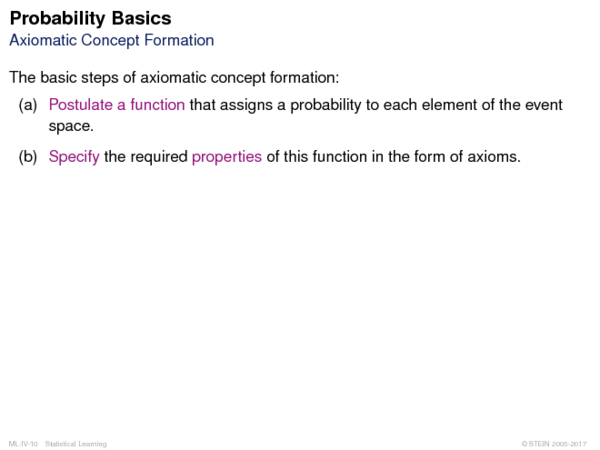 Probability Basics
Axiomatic Concept Formation
The basic steps of axiomatic concept formation:
(a) Postulate a function that assigns a probability to each element of the event
space.
(b) Specify the required properties of this function in the form of axioms.
ML:IV-10 Statistical Learning © STEIN 2005-2017